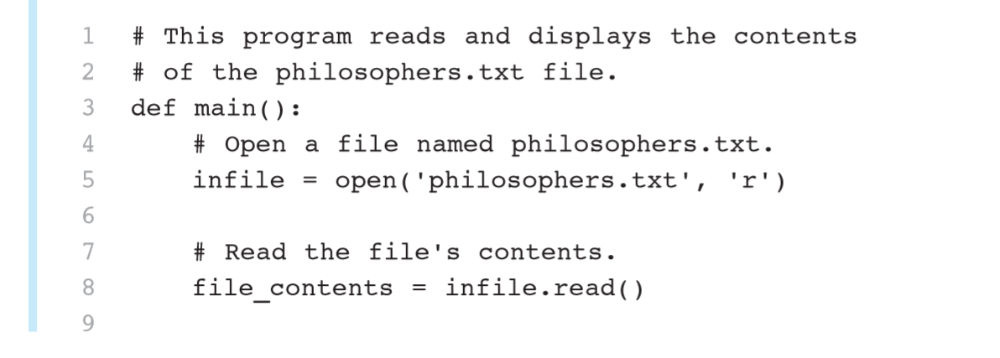 1 # This program reads and displays the contents
2 # of the philosophers.txt file.
3 def main():
4     # Open a file named philosophers.txt.
5     infile = open('philosophers.txt', 'r')
6
7     # Read the file's contents.
8     file_contents = infile.read()
9